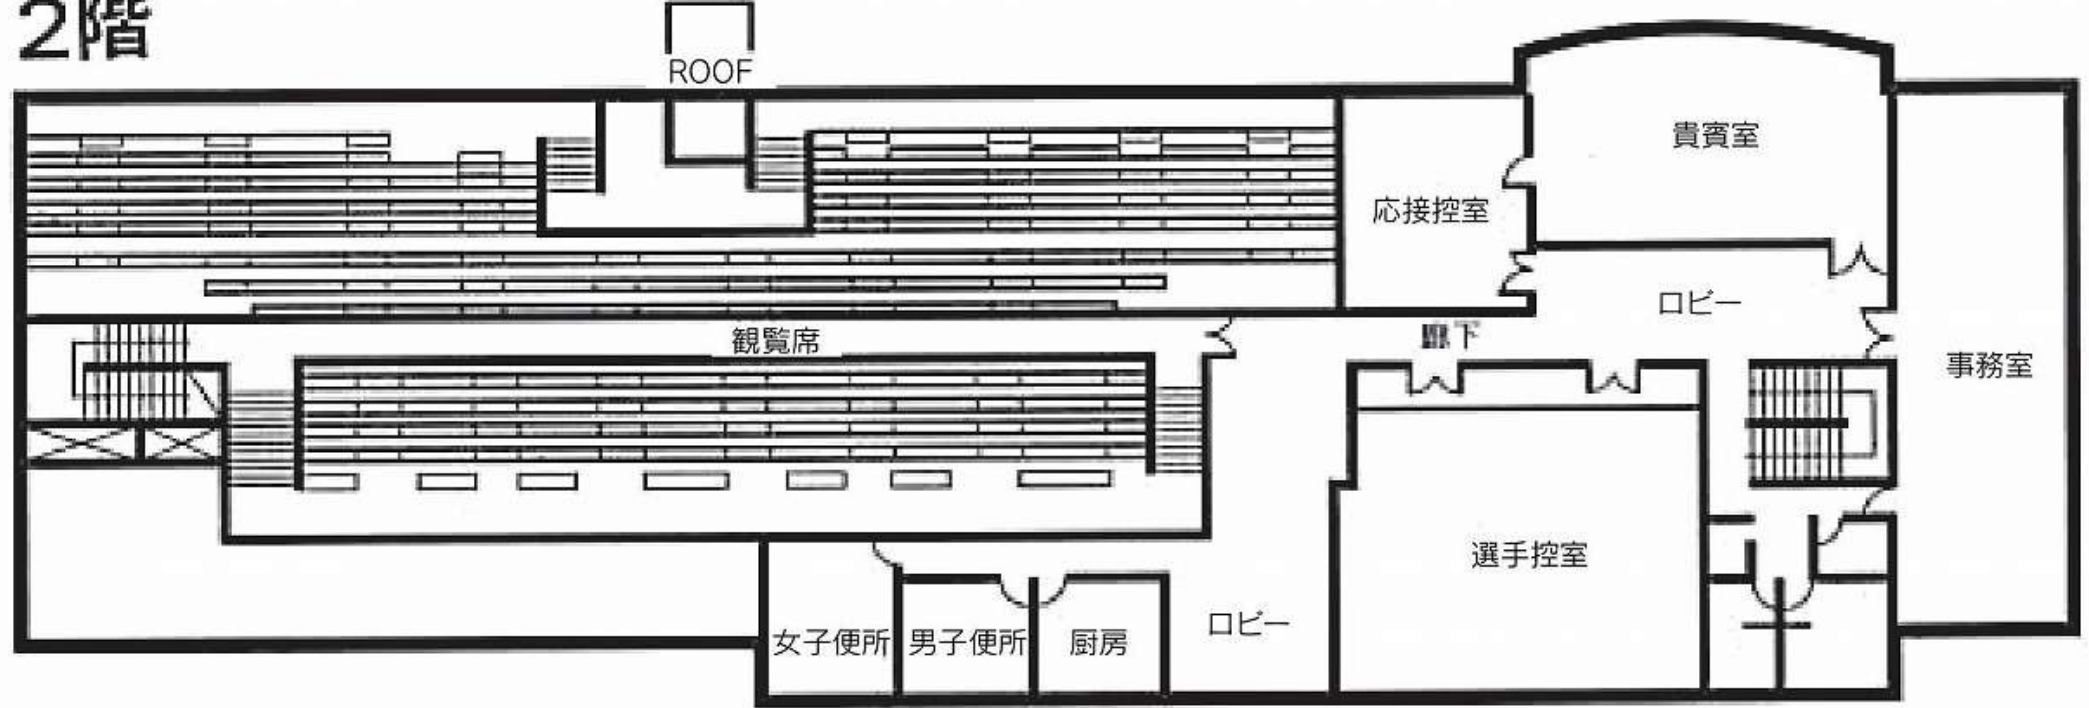 2階
ROOF
貴賓室
応接控室
ロビー
観覧席
廊下
事務室
選手控室
ロビー
女子便所
男子便所
厨房